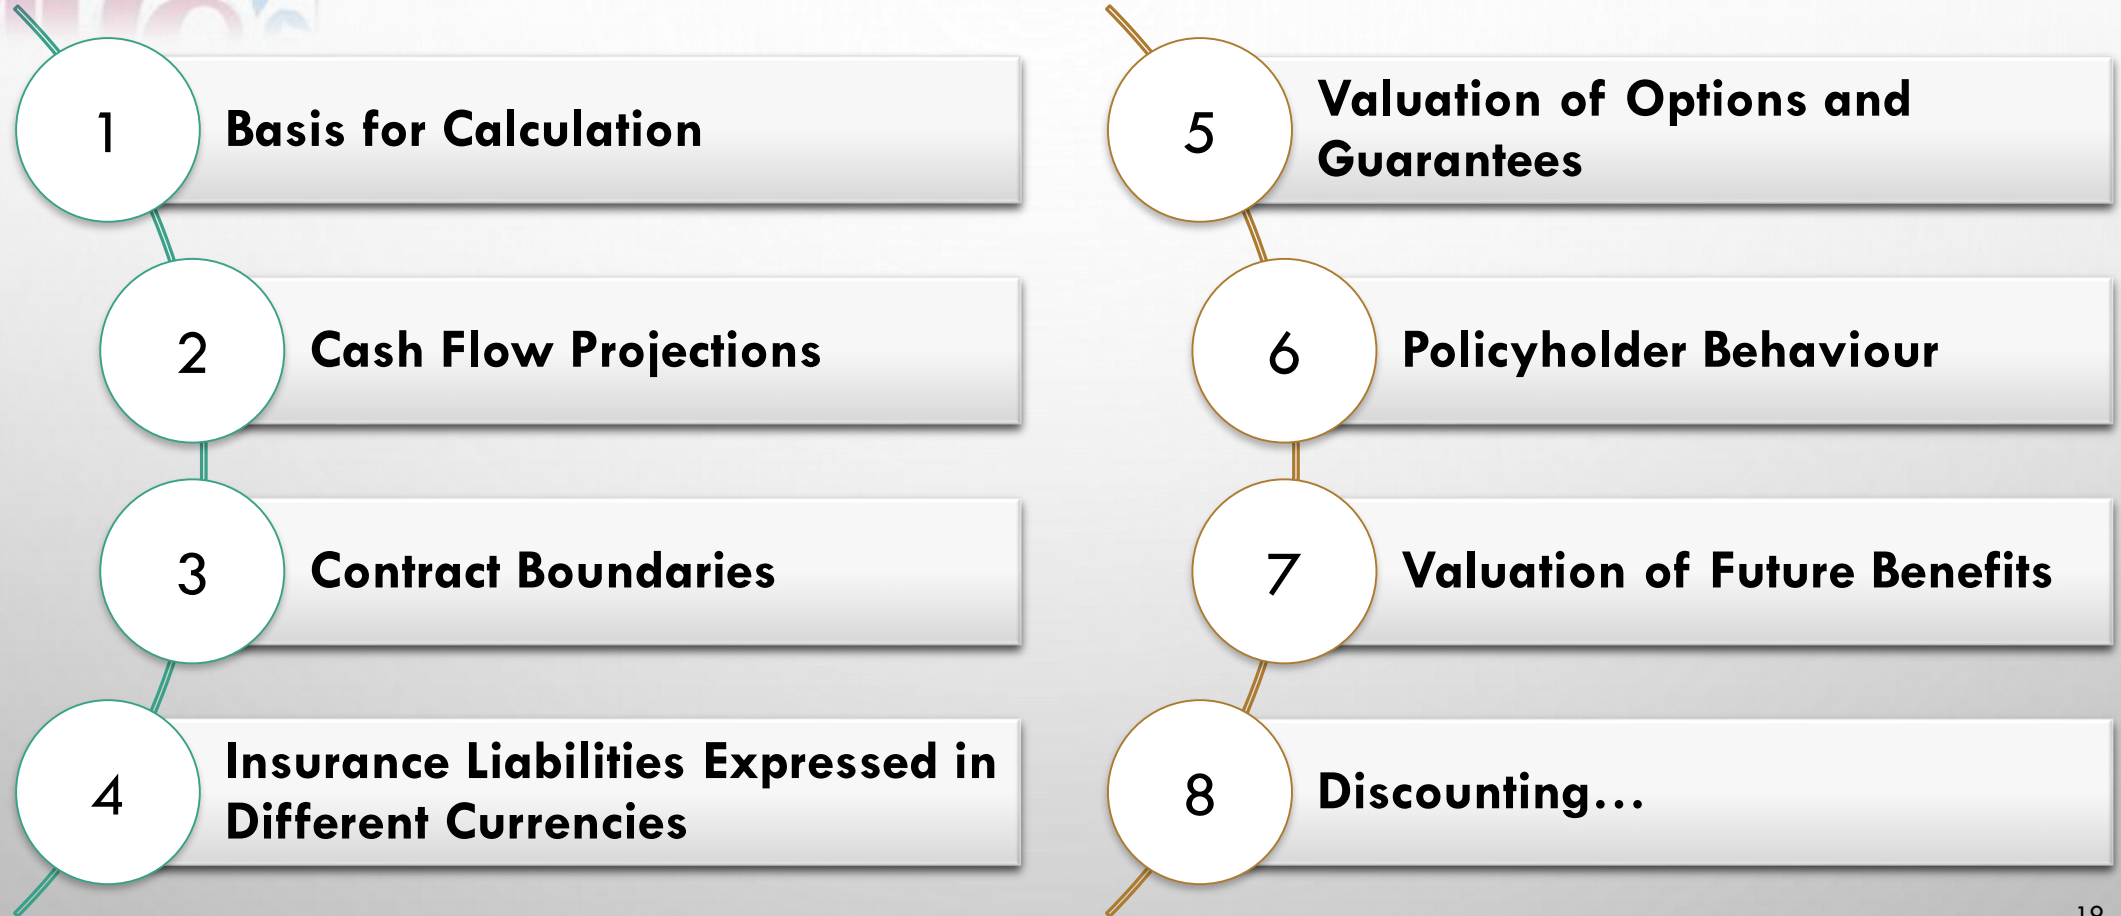 1
Basis for Calculation
2
Cash Flow Projections
3
Contract Boundaries
4
Insurance Liabilities Expressed in
Different Currencies
5
Valuation of Options and
Guarantees
6
Policyholder Behaviour
7
Valuation of Future Benefits
8
Discounting...